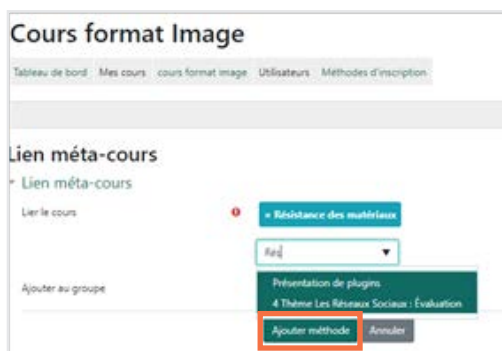 Cours format Image
Tableau de bord Mes cours cours format image Utilisateurs Méthodes d'inscription
Lien méta-cours
Lien méta-cours
Lier le cours
× Résistance des matériaux
Rés
Ajouter au groupe
Présentation de plugins
4 Thème Les Réseaux Sociaux : Évaluation
Ajouter méthode Annuler